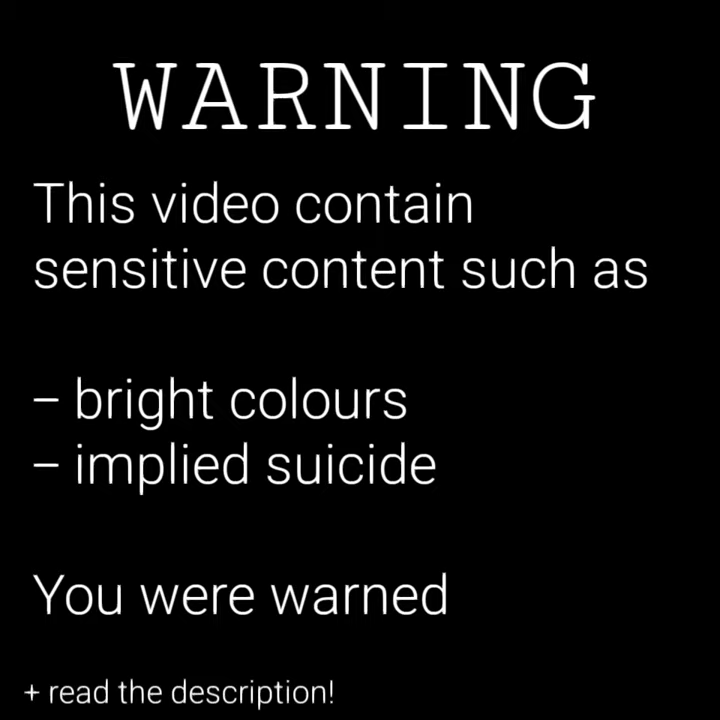 WARNING
This video contain
sensitive content such as
– bright colours
– implied suicide
You were warned
+ read the description!